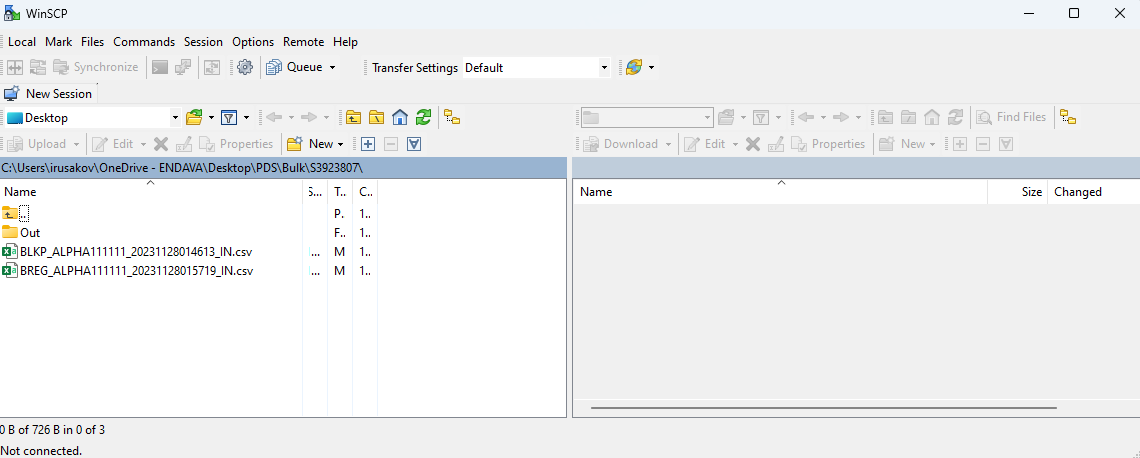 WinSCP
Local Mark Files Commands Session Options Remote Help
Synchronize Queue Transfer Settings Default
New Session
Desktop Find Files
Upload Edit Properties New Download Edit Properties New
C:\Users\irusakov\OneDrive - ENDAVA\Desktop\PDS\Bulk\S3923807\
Name S... T.. C.. Name Size Changed
.. P. 1..
Out F.. 1..
BLKP_ALPHA111111_20231128014613_IN.csv ... M 1..
BREG_ALPHA111111_20231128015719_IN.csv ... M 1..
0 B of 726 B in 0 of 3
Not connected.